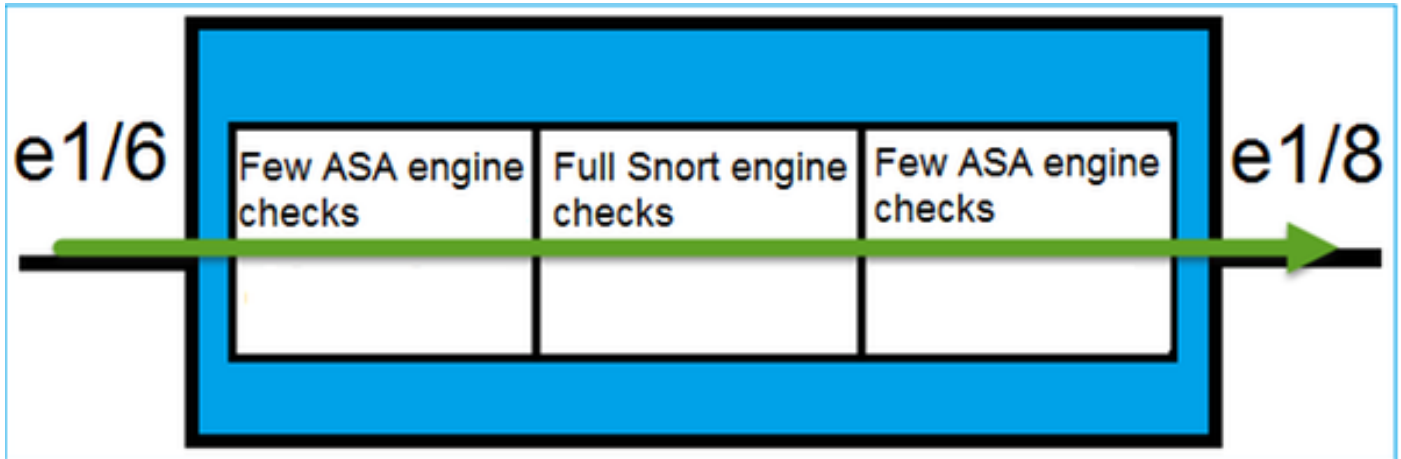 e1/6
Few ASA engine
checks
Full Snort engine
checks
Few ASA engine
checks
e1/8